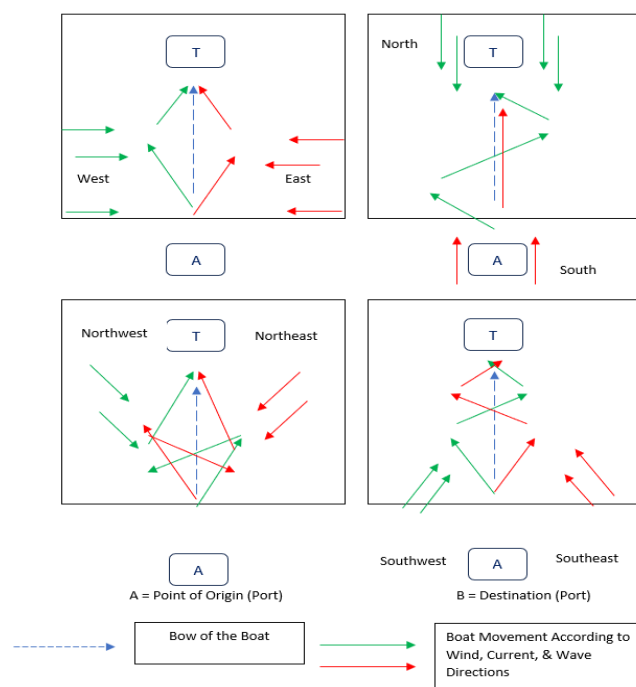 T
West
East
A
North
T
A
South
Northwest
T
Northeast
A
T
Southwest
A
Southeast
A = Point of Origin (Port)
B = Destination (Port)
Bow of the Boat
Boat Movement According to
Wind, Current, & Wave
Directions